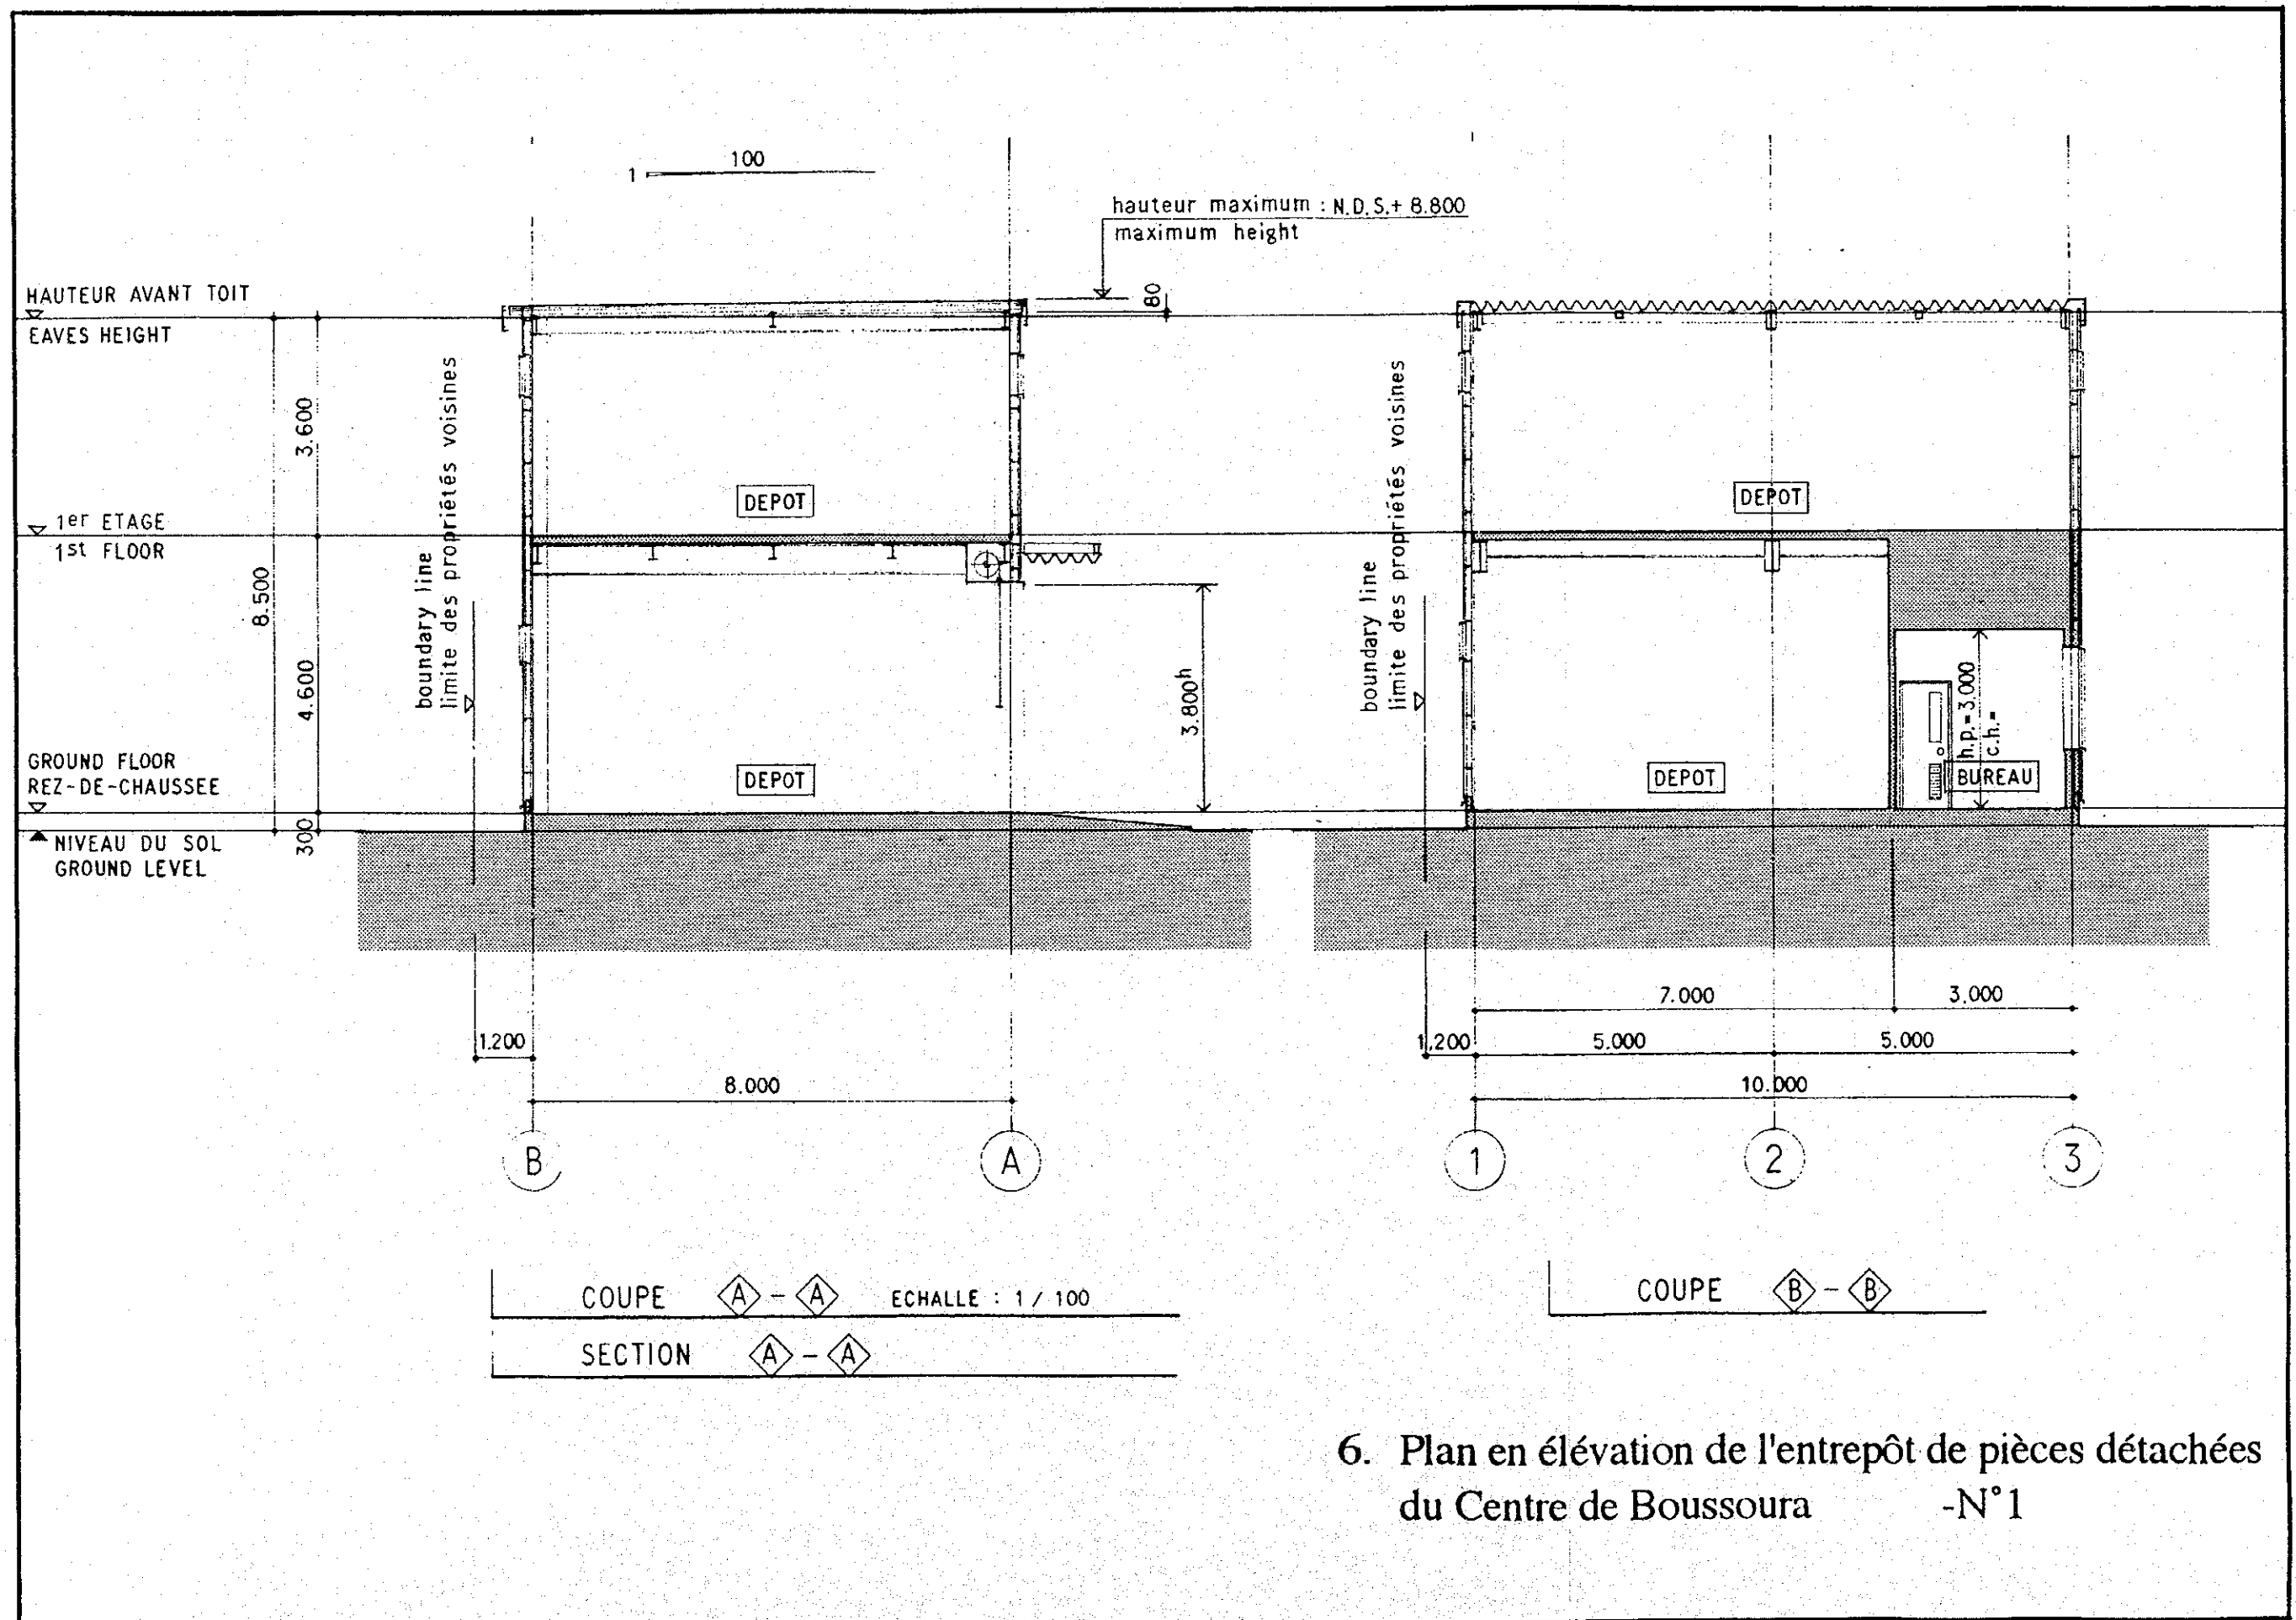 1 100
hauteur maximum : N.D.S.+ 8.800
maximum height
80
HAUTEUR AVANT TOIT
EAVES HEIGHT
3.600
limite des propriétés voisines
boundary line
DEPOT
1er ETAGE
1st FLOOR
8.500
4.600
3.800h
DEPOT
GROUND FLOOR
REZ-DE-CHAUSSEE
300
NIVEAU DU SOL
GROUND LEVEL
limite des propriétés voisines
boundary line
DEPOT
h.p.=3.000
c.h.=
DEPOT
BUREAU
1.200
8.000
B
A
7.000
3.000
1,200
5.000
5.000
10.000
1
2
3
COUPE A - A ECHALLE : 1 / 100
SECTION A - A
COUPE B - B
6. Plan en élévation de l'entrepôt de pièces détachées
du Centre de Boussoura -N°1